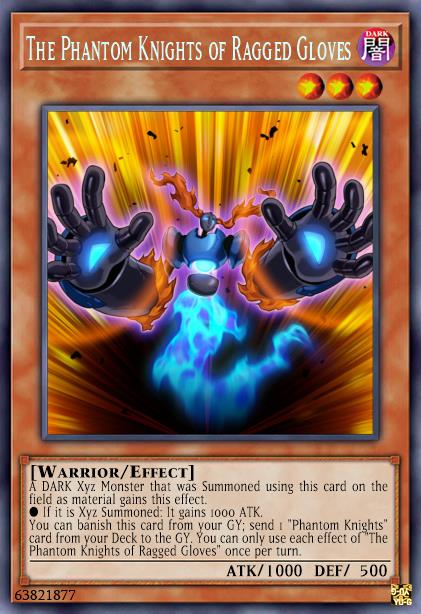 The Phantom Knights of Ragged Gloves
DARK
闇
[Warrior/Effect]
A DARK Xyz Monster that was Summoned using this card on the
field as material gains this effect.
● If it is Xyz Summoned: It gains 1000 ATK.
You can banish this card from your GY; send 1 "Phantom Knights"
card from your Deck to the GY. You can only use each effect of "The
Phantom Knights of Ragged Gloves" once per turn.
ATK/1000 DEF/ 500
63821877